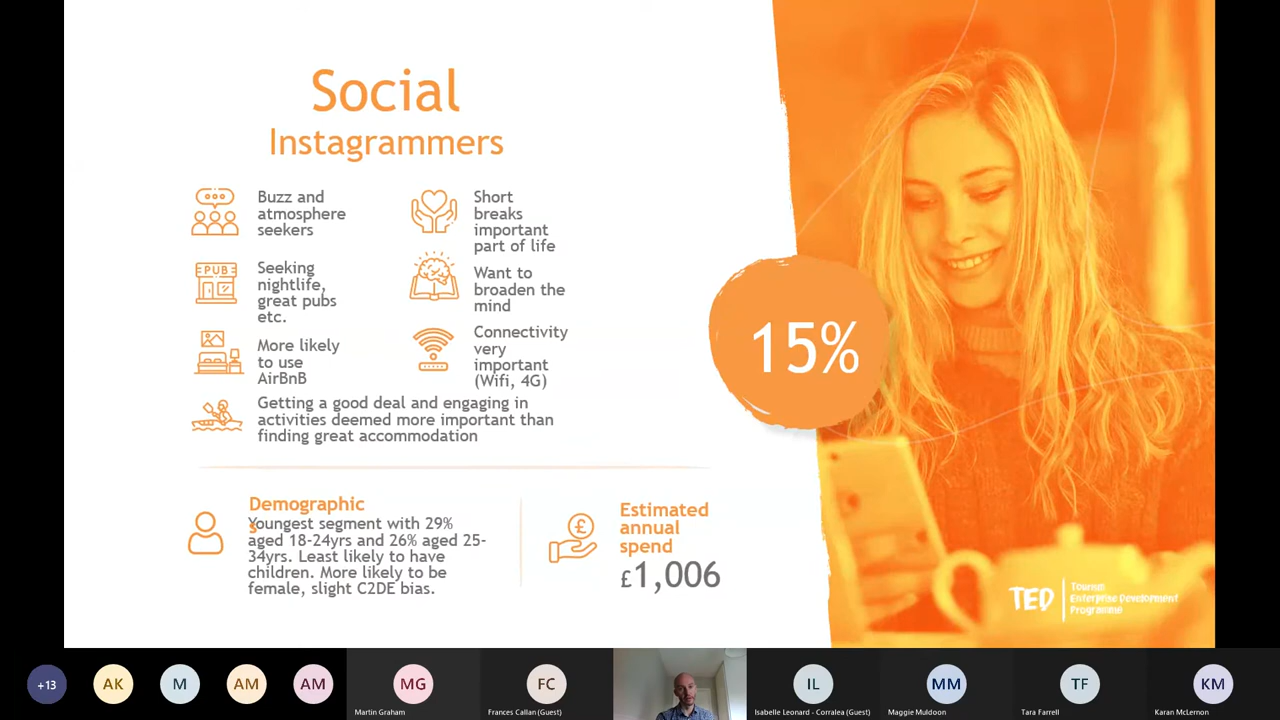 Social
Instagrammers
Buzz and
atmosphere
seekers
Short
breaks
important
part of life
PUB
Seeking
nightlife,
great pubs
etc.
Want to
broaden the
mind
More likely
to use
AirBnB
Connectivity
very
important
(Wifi, 4G)
Getting a good deal and engaging in
activities deemed more important than
finding great accommodation
15%
Demographic
s
Youngest segment with 29%
aged 18-24yrs and 26% aged 25-
34yrs. Least likely to have
children. More likely to be
female, slight C2DE bias.
£
Estimated
annual
spend
£1,006
TED
Tourism
Enterprise Development
Programme
+13
AK
M
AM
AM
MG
Martin Graham
FC
Frances Callan (Guest)
IL
Isabelle Leonard - Corralea (Guest)
MM
Maggie Muldoon
TF
Tara Farrell
KM
Karan McLernon